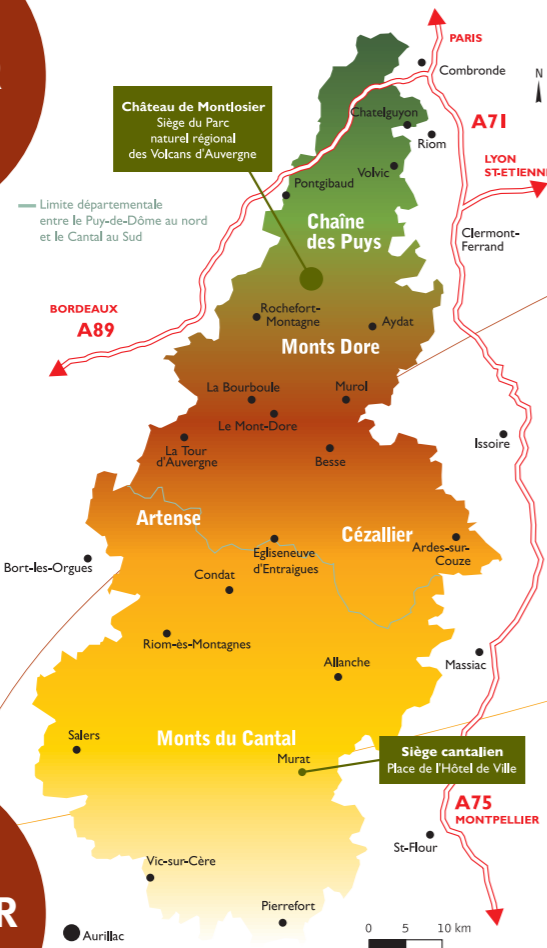 R
PARIS
Combronde
N
Château de Montlosier
Siège du Parc
naturel régional
des Volcans d'Auvergne
Chatelguyon
A71
Riom
LYON
ST-ETIENNE
Volvic
Pontgibaud
Limite départementale
entre le Puy-de-Dôme au nord
et le Cantal au Sud
Chaîne
des Puys
Clermont-
Ferrand
BORDEAUX
A89
Rochefort-
Montagne
Aydat
Monts Dore
La Bourboule
Murol
Le Mont-Dore
Issoire
La Tour
d'Auvergne
Besse
Artense
Cézallier
Ardes-sur-
Couze
Egliseneuve
d'Entraigues
Bort-les-Orgues
Condat
Riom-ès-Montagnes
Allanche
Massiac
Salers
Monts du Cantal
Murat
Siège cantalien
Place de l'Hôtel de Ville
A75
MONTPELLIER
St-Flour
Vic-sur-Cère
R
Pierrefort
Aurillac
0 5 10 km